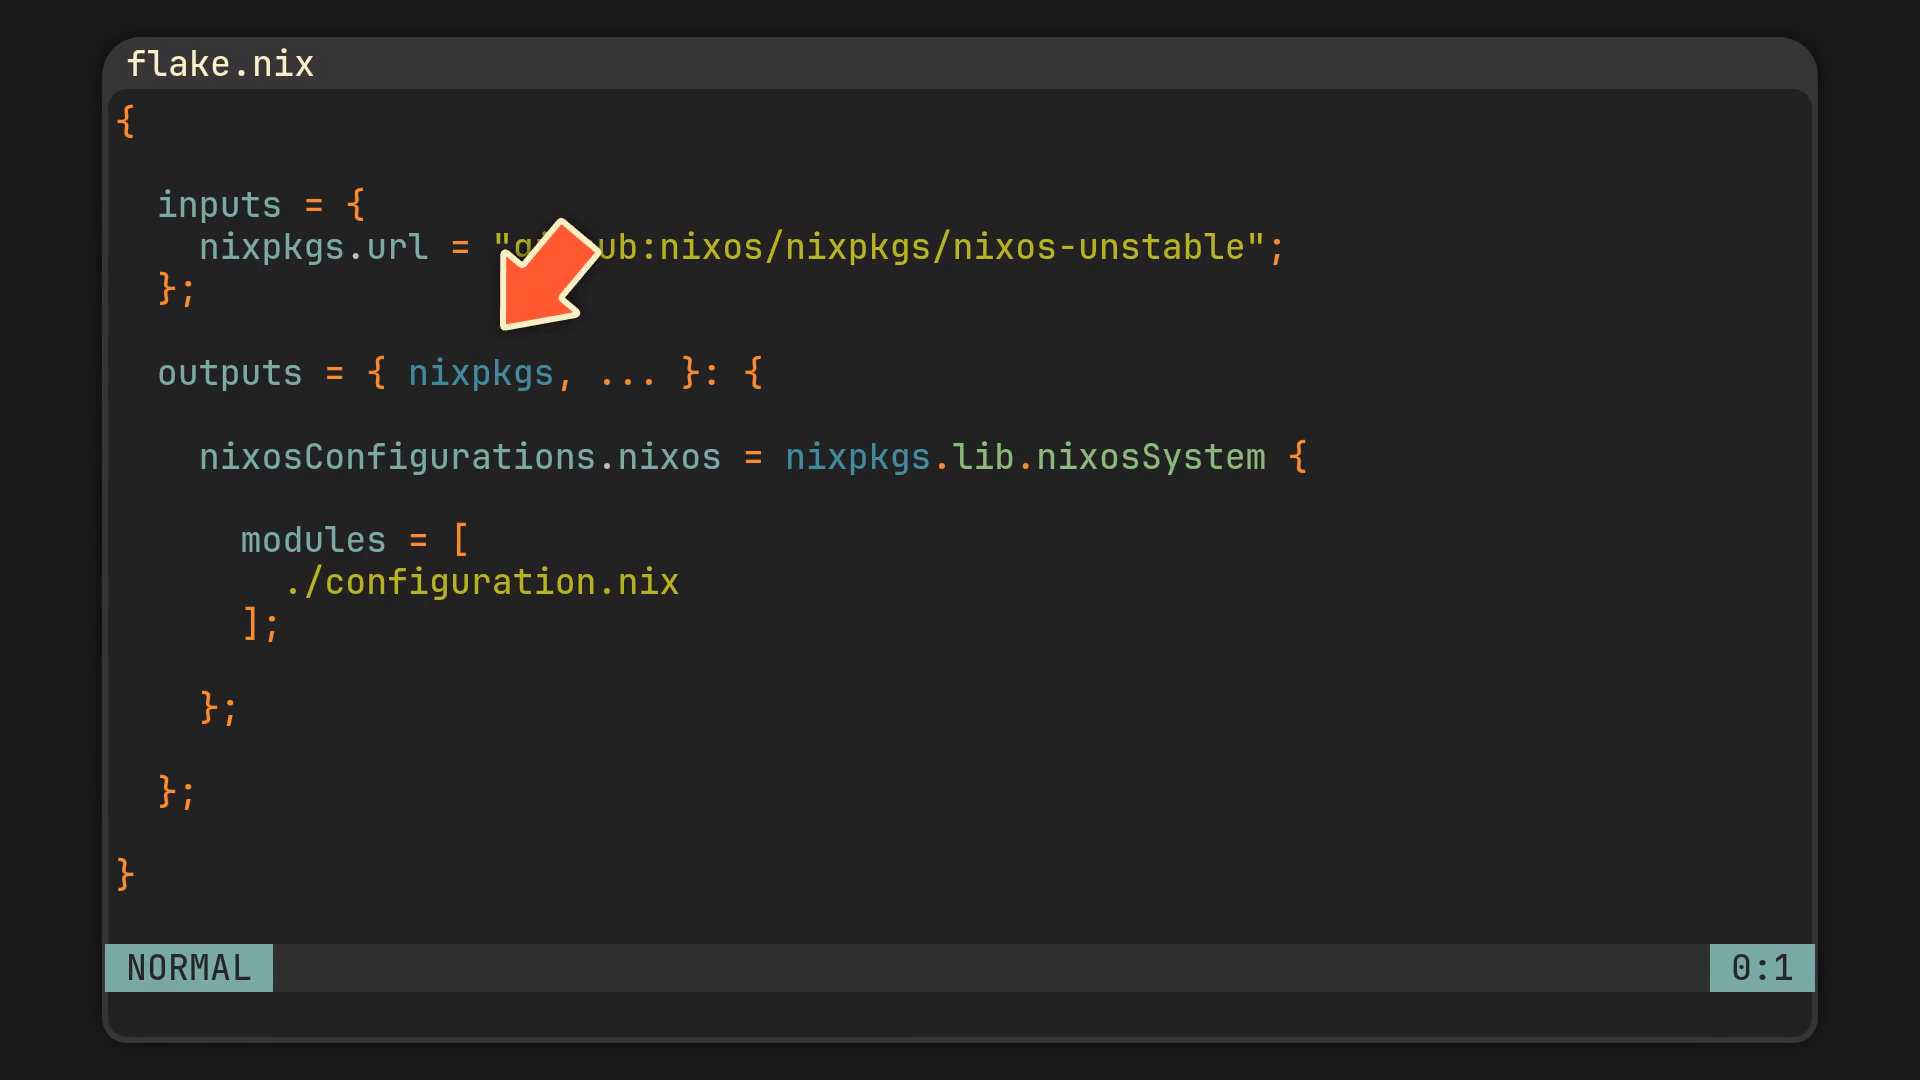 flake.nix
{
inputs = {
nixpkgs.url = "g ub:nixos/nixpkgs/nixos-unstable";
};
outputs = { nixpkgs, ... }: {
nixosConfigurations.nixos = nixpkgs.lib.nixosSystem {
modules = [
./configuration.nix
];
};
};
}
NORMAL
0:1